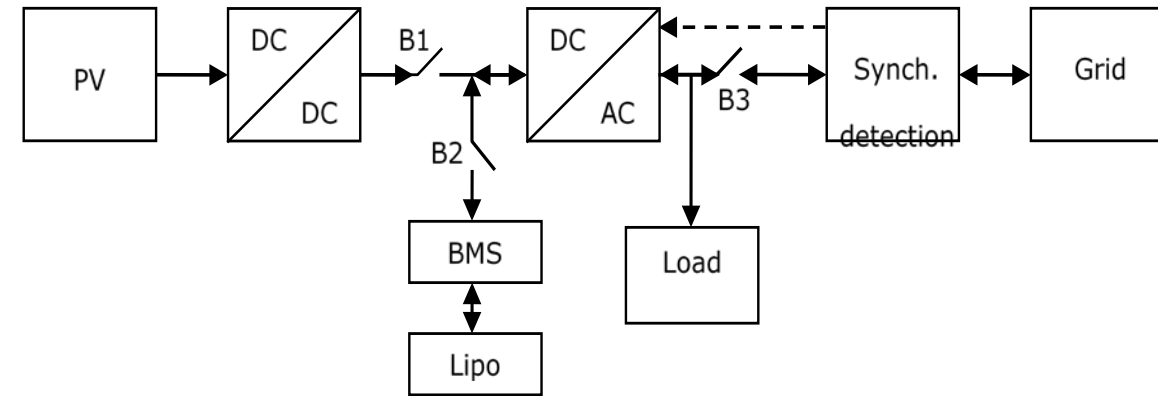 PV
DC
DC
B1
DC
AC
B3
Synch.
detection
Grid
B2
BMS
Load
Lipo